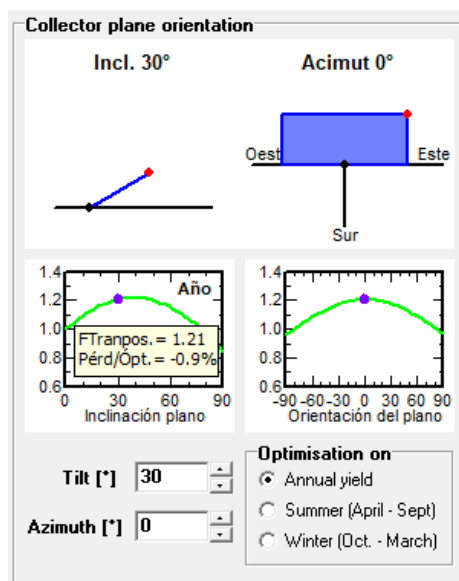 Collector plane orientation
Incl. 30° Acimut 0°
Oest Este
Sur
1.4 Año 1.4
1.2 1.2
1.0 1.0
0.8 FTranpos.= 1.21 0.8
Pérd/Ópt.= -0.9%
0.6 0.6
0 30 60 90 -90 -60 -30 0 30 60 90
Inclinación plano Orientación del plano
Tilt [°] 30
Azimuth [°] 0
Optimisation on
Annual yield
Summer (April - Sept)
Winter (Oct. - March)